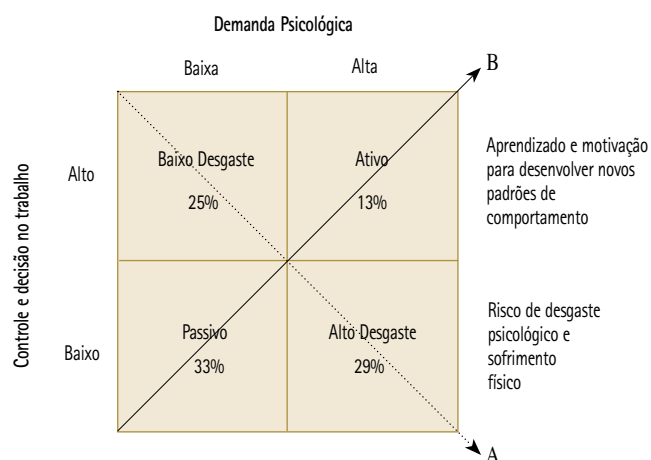 Demanda Psicológica
Baixa
Alta
B
Controle e decisão no trabalho
Alto
Baixo Desgaste
25%
Ativo
13%
Aprendizado e motivação
para desenvolver novos
padrões de
comportamento
Baixo
Passivo
33%
Alto Desgaste
29%
Risco de desgaste
psicológico e
sofrimento
físico
A